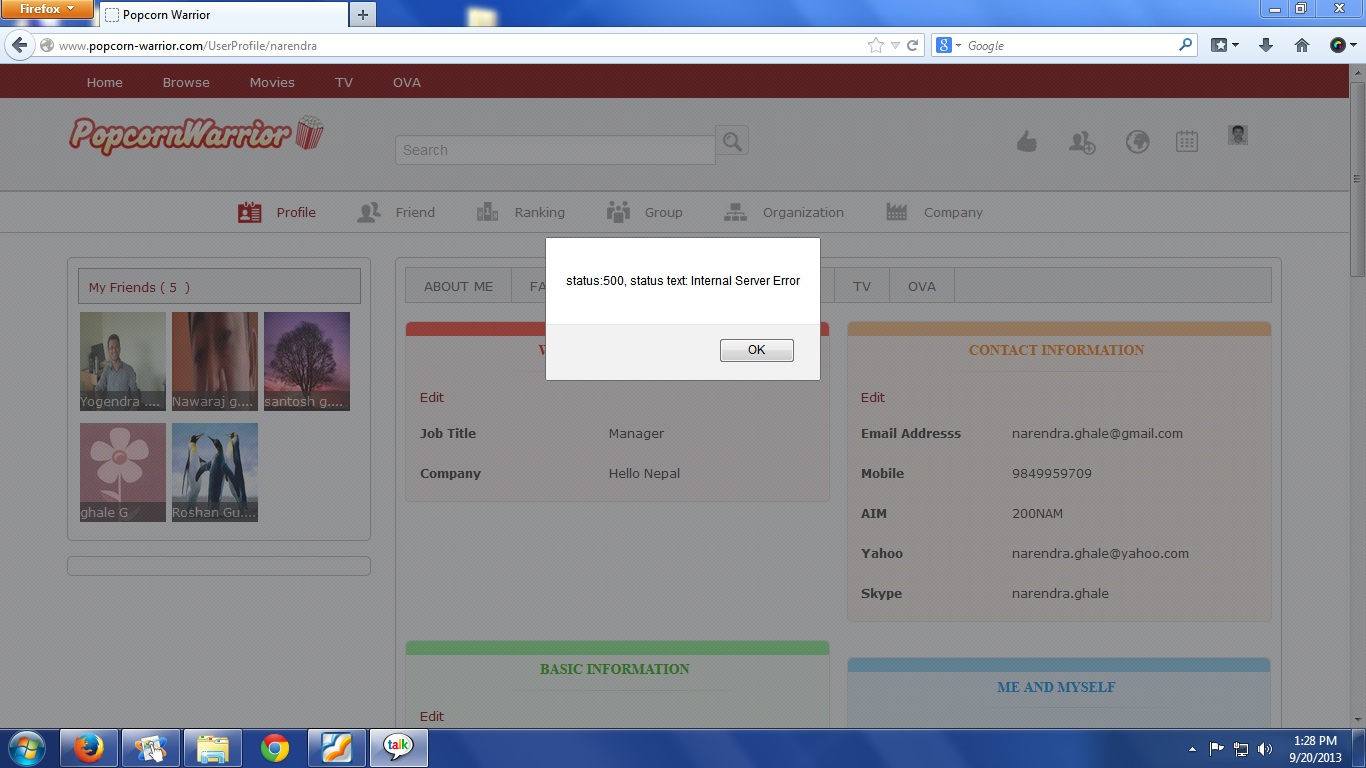 Firefox
Popcorn Warrior
www.popcorn-warrior.com/UserProfile/narendra
Google
Home Browse Movies TV OVA
PopcornWarrior
Search
Profile Friend Ranking Group Organization Company
My Friends ( 5 )
Yogendra .... Nawaraj g.... santosh g....
ghale G Roshan Gu....
ABOUT ME FA TV OVA
status:500, status text: Internal Server Error
OK
W
Edit
Job Title Manager
Company Hello Nepal
CONTACT INFORMATION
Edit
Email Addresss narendra.ghale@gmail.com
Mobile 9849959709
AIM 200NAM
Yahoo narendra.ghale@yahoo.com
Skype narendra.ghale
BASIC INFORMATION
Edit
ME AND MYSELF
talk
1:28 PM
9/20/2013